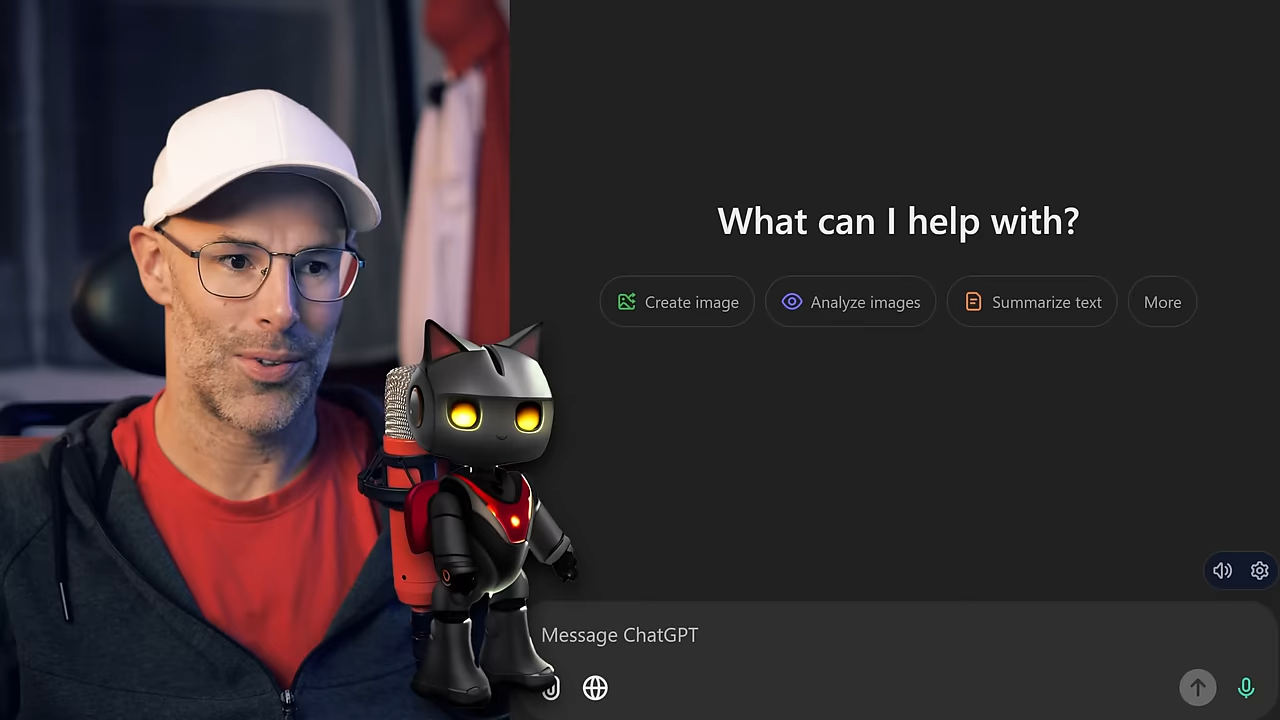 What can I help with?
Create image
Analyze images
Summarize text
More
Message ChatGPT